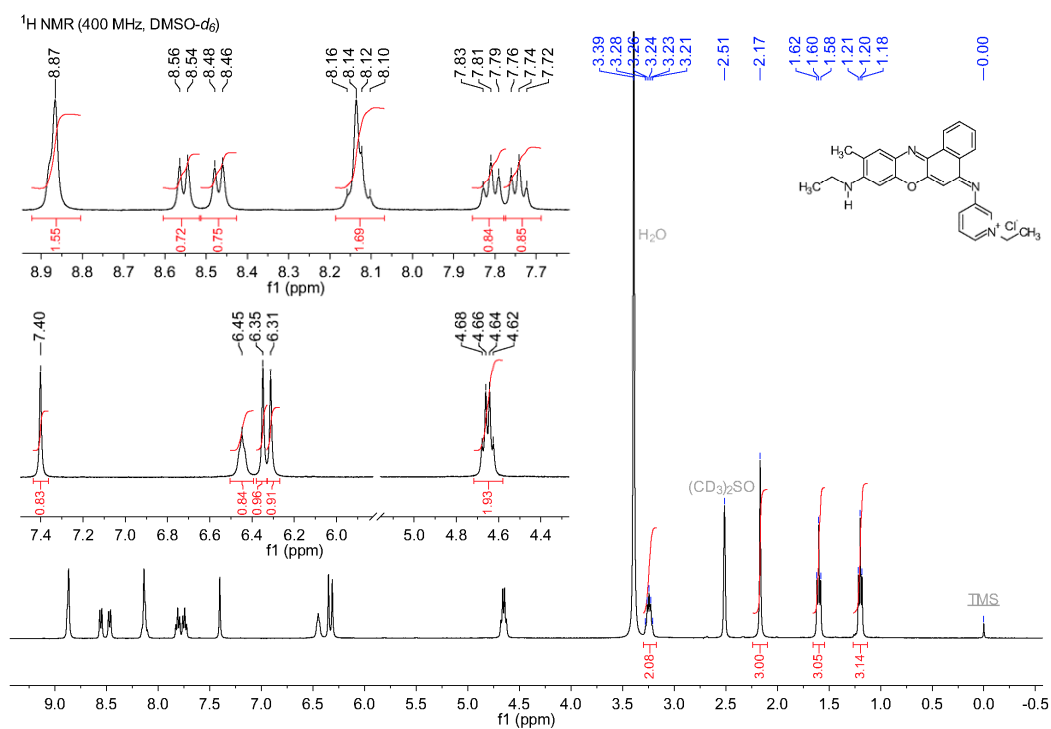 ¹H NMR (400 MHz, DMSO-d₆)
8.87 8.56 8.54 8.48 8.46 8.16 8.14 8.12 8.10 7.83 7.81 7.79 7.76 7.74 7.72
3.39 3.28 3.26 3.24 3.23 3.21 2.51 2.17 1.62 1.60 1.58 1.21 1.20 1.18 -0.00
1.55 0.72 0.75 1.69 0.84 0.85
8.9 8.8 8.7 8.6 8.5 8.4 8.3 8.2 8.1 8.0 7.9 7.8 7.7
f1 (ppm)
H₂O
CH₃
N
O
H₃C
N
H
N
N⁺
Cl⁻
CH₃
7.40 6.45 6.35 6.31 4.68 4.66 4.64 4.62
0.83 0.84 0.96 0.91 1.93
7.4 7.2 7.0 6.8 6.6 6.4 6.2 6.0 5.0 4.8 4.6 4.4
f1 (ppm)
(CD₃)₂SO
TMS
2.08 3.00 3.05 3.14
9.0 8.5 8.0 7.5 7.0 6.5 6.0 5.5 5.0 4.5 4.0 3.5 3.0 2.5 2.0 1.5 1.0 0.5 0.0 -0.5
f1 (ppm)